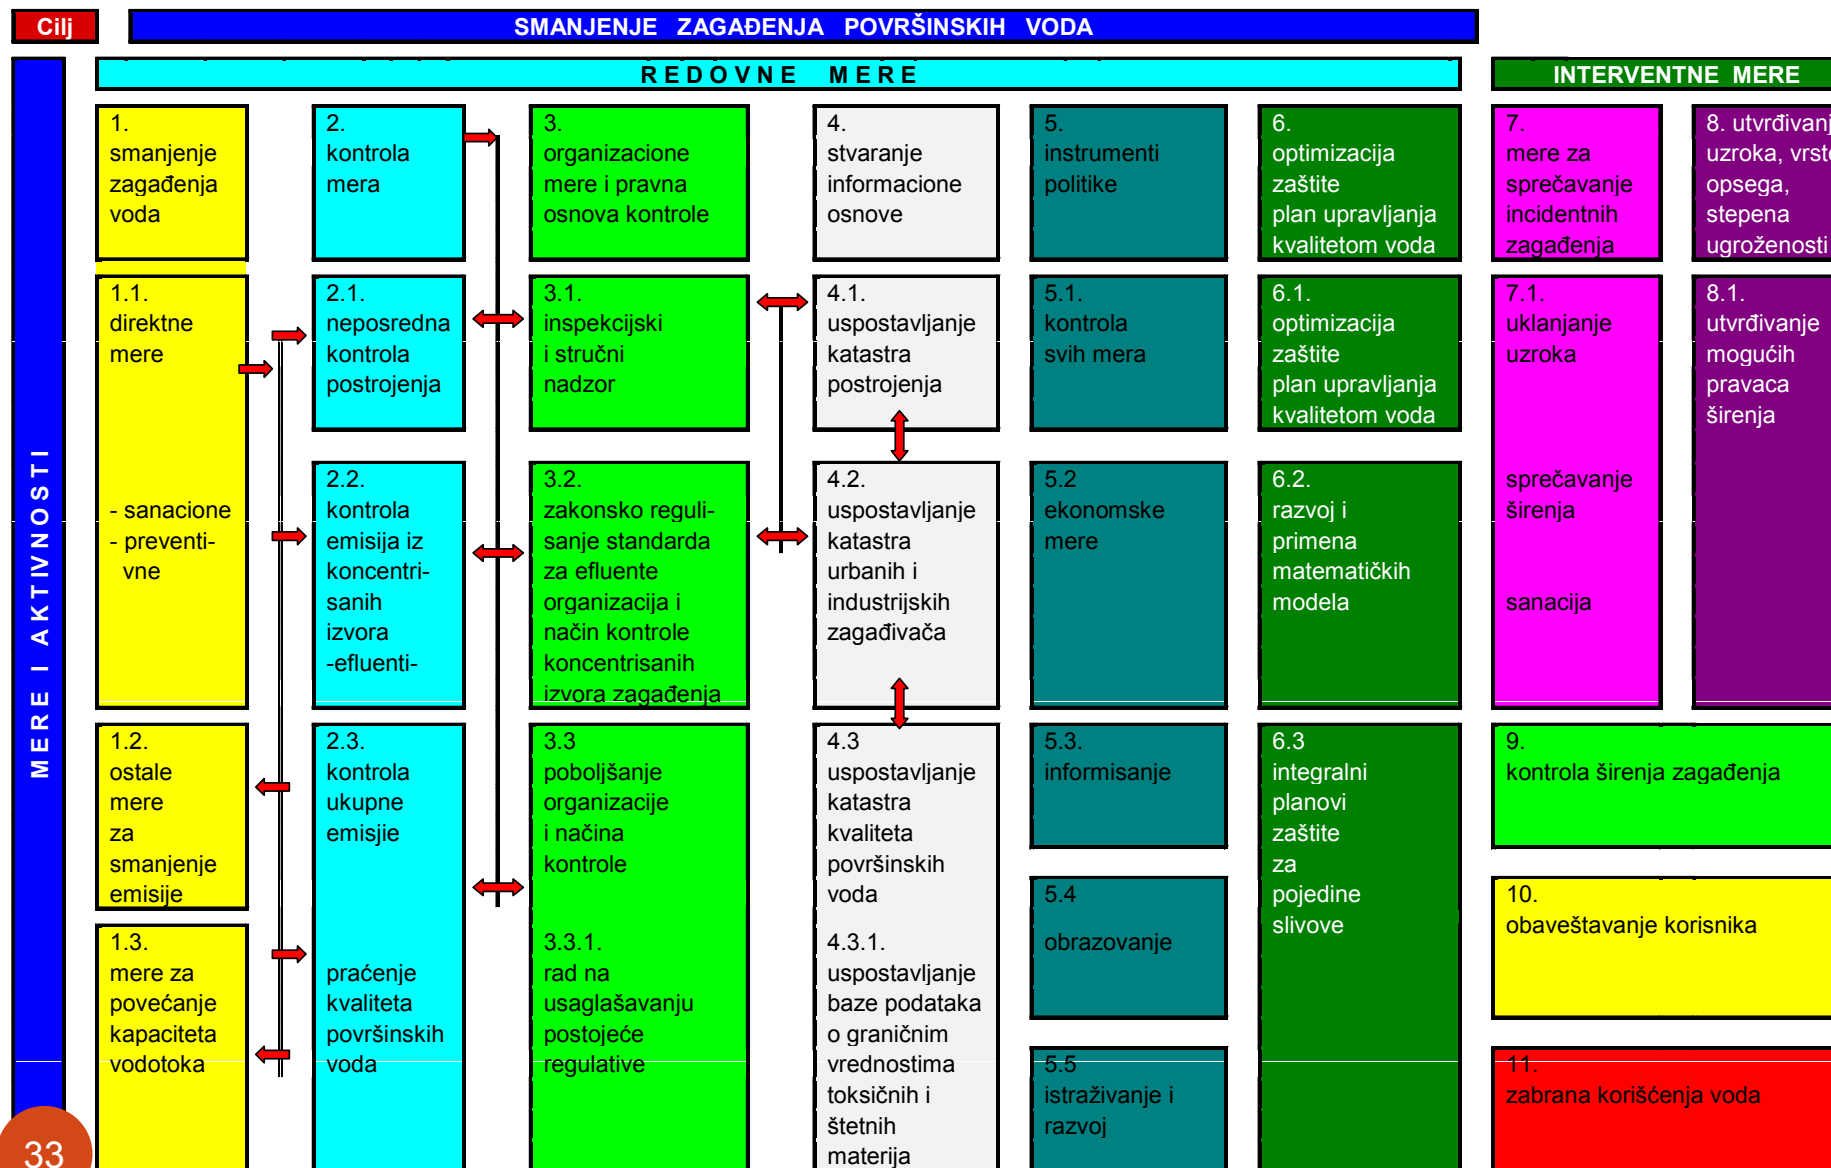 Cilj
SMANJENJE ZAGAĐENJA POVRŠINSKIH VODA
MERE I AKTIVNOSTI
REDOVNE MERE
INTERVENTNE MERE
1.
smanjenje
zagađenja
voda
2.
kontrola
mera
3.
organizacione
mere i pravna
osnova kontrole
4.
stvaranje
informacione
osnove
5.
instrumenti
politike
6.
optimizacija
zaštite
plan upravljanja
kvalitetom voda
7.
mere za
sprečavanje
incidentnih
zagađenja
8. utvrđivanj
uzroka, vrste
opsega,
stepena
ugroženosti
1.1.
direktne
mere
- sanacione
- preventi-
vne
2.1.
neposredna
kontrola
postrojenja
3.1.
inspekcijski
i stručni
nadzor
4.1.
uspostavljanje
katastra
postrojenja
5.1.
kontrola
svih mera
6.1.
optimizacija
zaštite
plan upravljanja
kvalitetom voda
7.1.
uklanjanje
uzroka
sprečavanje
širenja
sanacija
8.1.
utvrđivanje
mogućih
pravaca
širenja
2.2.
kontrola
emisija iz
koncentri-
sanih
izvora
-efluenti-
3.2.
zakonsko reguli-
sanje standarda
za efluente
organizacija i
način kontrole
koncentrisanih
izvora zagađenja
4.2.
uspostavljanje
katastra
urbanih i
industrijskih
zagađivača
5.2
ekonomske
mere
6.2.
razvoj i
primena
matematičkih
modela
1.2.
ostale
mere
za
smanjenje
emisije
2.3.
kontrola
ukupne
emisjie
praćenje
kvaliteta
površinskih
voda
3.3
poboljšanje
organizacije
i načina
kontrole
3.3.1.
rad na
usaglašavanju
postojeće
regulative
4.3
uspostavljanje
katastra
kvaliteta
površinskih
voda
4.3.1.
uspostavljanje
baze podataka
o graničnim
vrednostima
toksičnih i
štetnih
materija
5.3.
informisanje
6.3
integralni
planovi
zaštite
za
pojedine
slivove
9.
kontrola širenja zagađenja
5.4
obrazovanje
10.
obaveštavanje korisnika
1.3.
mere za
povećanje
kapaciteta
vodotoka
5.5
istraživanje i
razvoj
11.
zabrana korišćenja voda
33